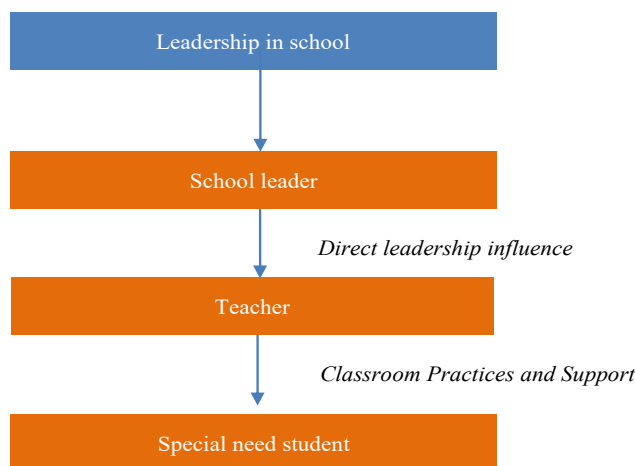 Leadership in school
School leader
Direct leadership influence
Teacher
Classroom Practices and Support
Special need student